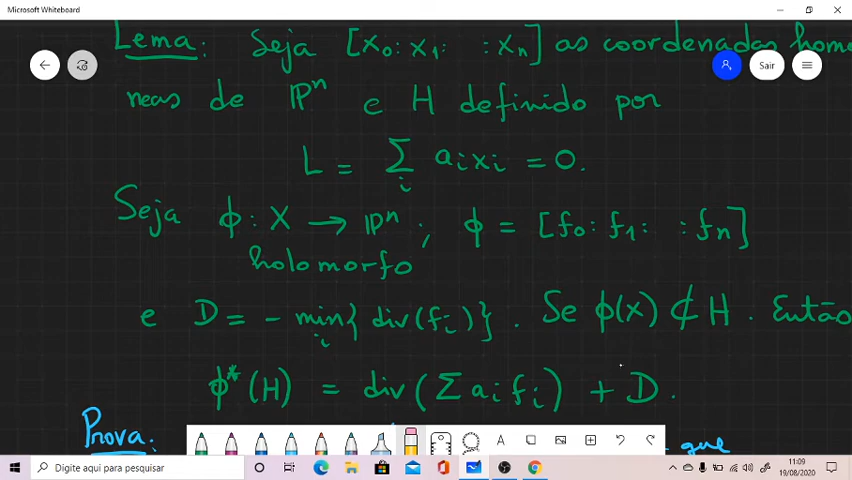 Microsoft Whiteboard
Lema: Seja [x₀: x₁: :xₙ] as coordenadas homo
Sair
neas de ℙⁿ e H definido por
L = ∑ᵢ aᵢxᵢ = 0.
Seja ϕ: X → ℙⁿ; ϕ = [f₀: f₁: :fₙ]
holomorfo
e D = - minᵢ{div(fᵢ)}. Se ϕ(X) ⊄ H. Então
ϕ*(H) = div(∑aᵢfᵢ) + D.
Prova: que
Digite aqui para pesquisar
11:09
19/08/2020